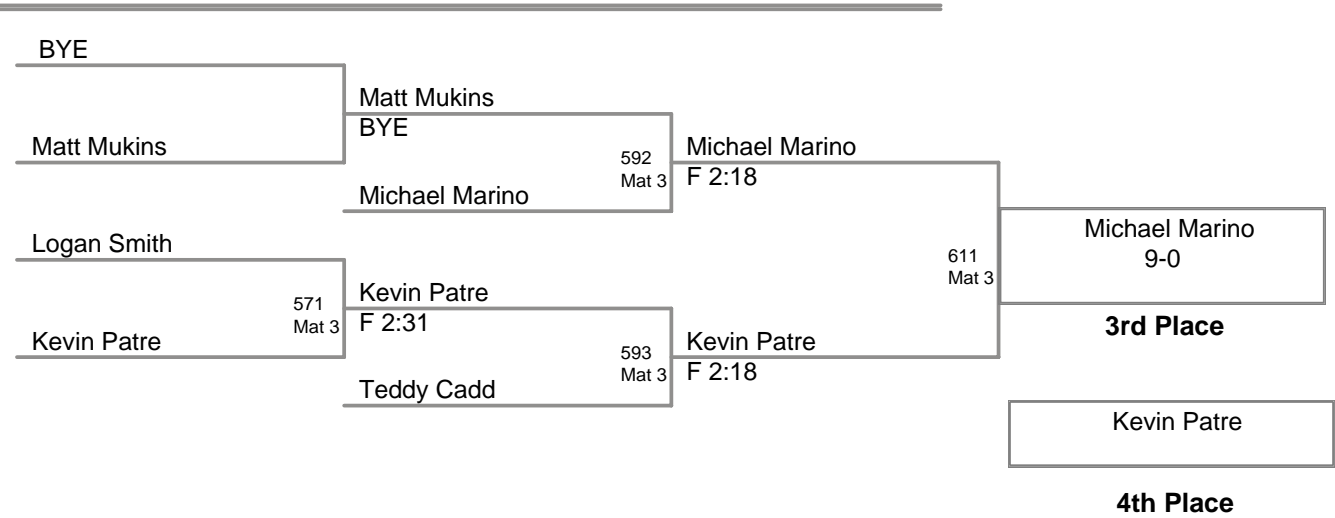 BYE
Matt Mukins
Matt Mukins
BYE
592
Mat 3
Michael Marino
Michael Marino
F 2:18
Logan Smith
Kevin Patre
571
Mat 3
Kevin Patre
F 2:31
593
Mat 3
Teddy Cadd
Kevin Patre
F 2:18
611
Mat 3
Michael Marino
9-0
3rd Place
Kevin Patre
4th Place